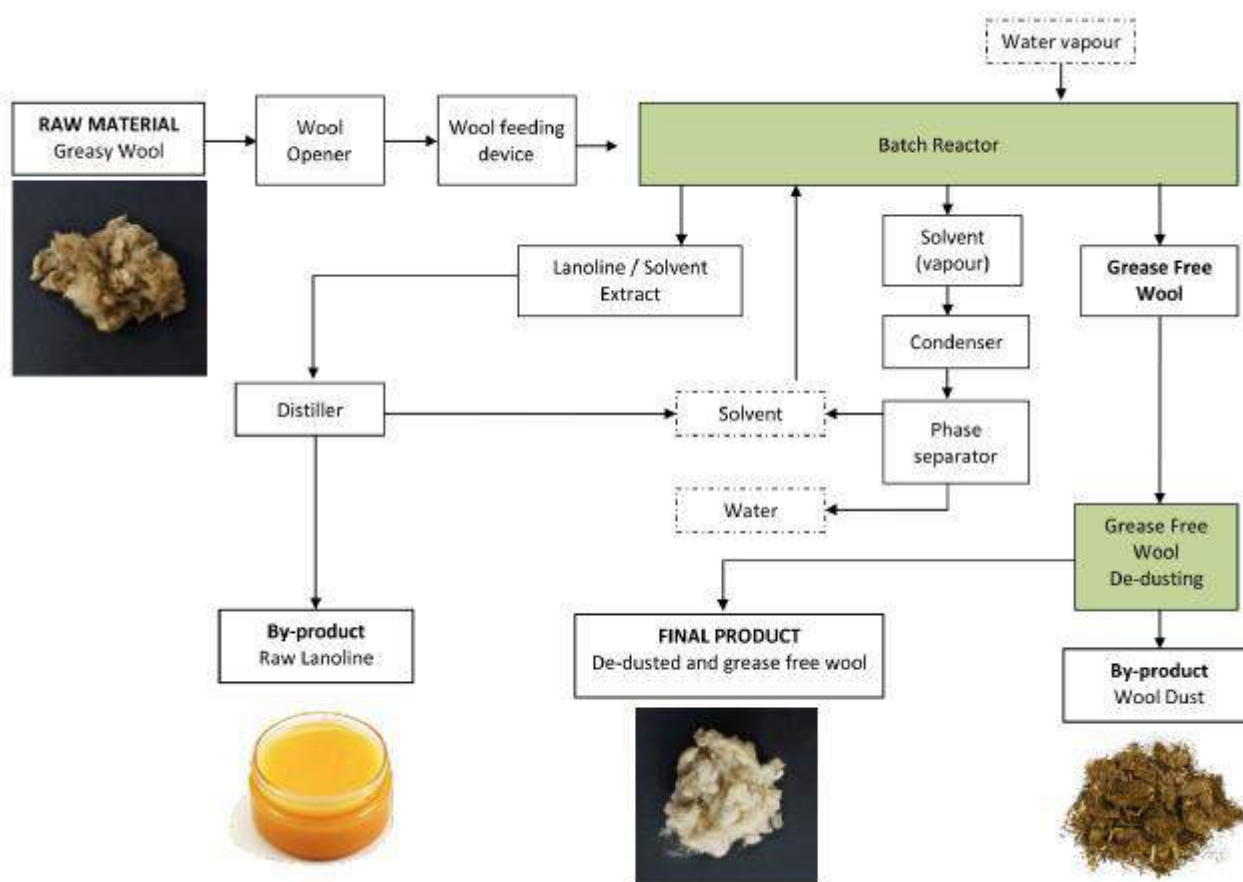 Water vapour
RAW MATERIAL
Greasy Wool
Wool
Opener
Wool feeding
device
Batch Reactor
Lanoline / Solvent
Extract
Solvent
(vapour)
Grease Free
Wool
Condenser
Distiller
Solvent
Phase
separator
Water
Grease Free
Wool
De-dusting
By-product
Raw Lanoline
FINAL PRODUCT
De-dusted and grease free wool
By-product
Wool Dust